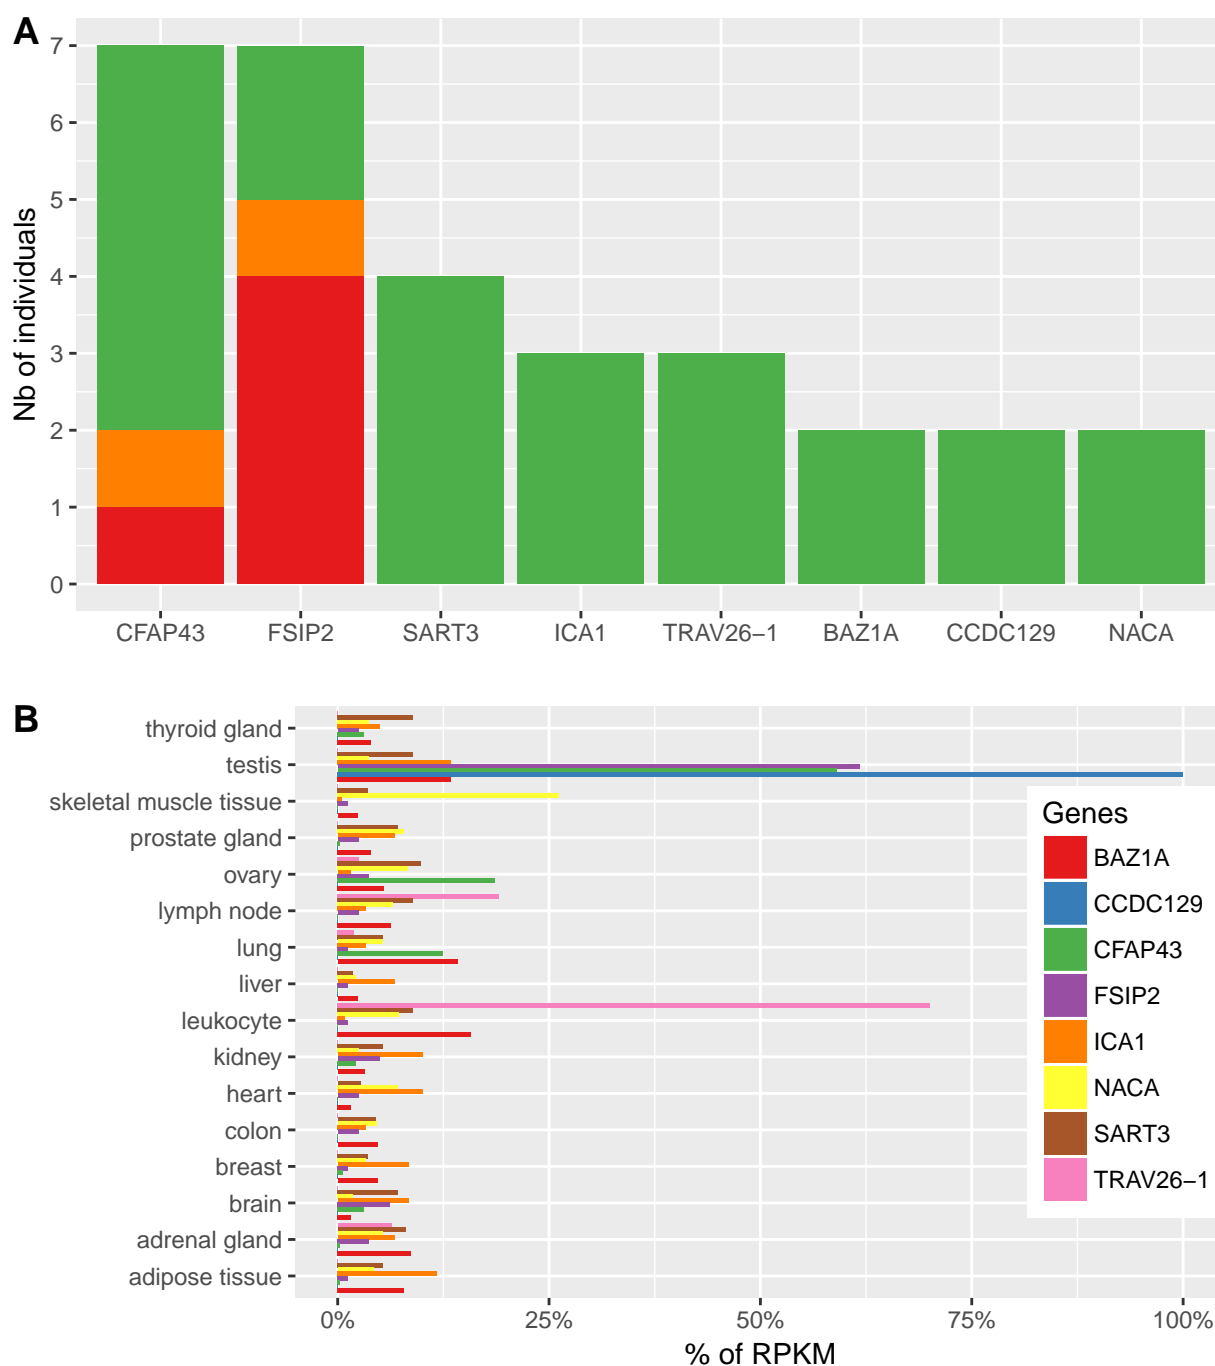 A
7
6
5
4
3
2
1
0
Nb of individuals
CFAP43 FSIP2 SART3 ICA1 TRAV26−1 BAZ1A CCDC129 NACA
B
thyroid gland
testis
skeletal muscle tissue
prostate gland
ovary
lymph node
lung
liver
leukocyte
kidney
heart
colon
breast
brain
adrenal gland
adipose tissue
0% 25% 50% 75% 100%
% of RPKM
Genes
BAZ1A
CCDC129
CFAP43
FSIP2
ICA1
NACA
SART3
TRAV26−1